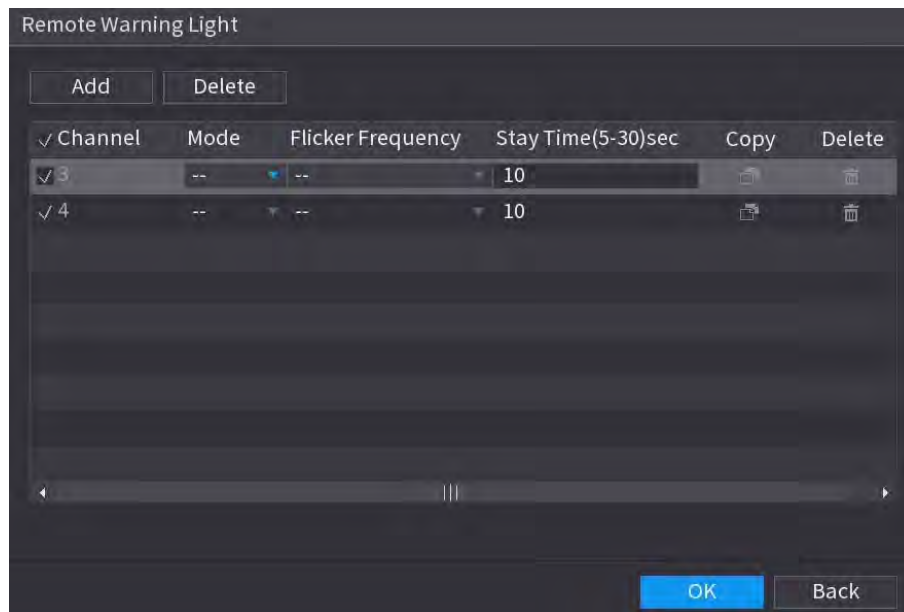 Remote Warning Light
Add Delete
Channel Mode Flicker Frequency Stay Time(5-30)sec Copy Delete
3 -- -- 10
4 -- -- 10
OK Back